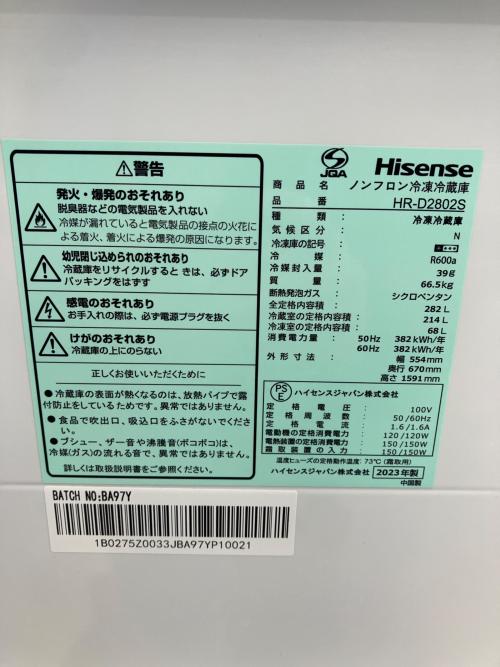 ⚠警告
発火・爆発のおそれあり
脱臭器などの電気製品を入れない
冷媒が漏れていると電気製品の接点の火花に
よる着火、着火による爆発の原因になります。
幼児閉じ込められのおそれあり
冷蔵庫をリサイクルするときは、必ずドア
パッキングをはずす
感電のおそれあり
お手入れの際は、必ず電源プラグを抜く
けがのおそれあり
冷蔵庫の上にのらない
正しくお使いいただくために
●冷蔵庫の表面が熱くなるのは、放熱パイプで露
付防止をしているためです。異常ではありません。
●食品で吹出口、吸込口をふさがないでくだ
さい。
●ブシュー、ザー音や沸騰音(ポコポコ)は、
冷媒(ガス)の流れる音で、異常ではありません。
詳しくは取扱説明書をご覧ください。
JQA Hisense
商品名 ノンフロン冷凍冷蔵庫
品番 HR-D2802S
種類 冷凍冷蔵庫
気候区分 N
冷凍庫の記号
冷媒 R600a
冷媒封入量 39g
質量 66.5kg
断熱発泡ガス シクロペンタン
全定格内容積 282 L
冷蔵室の定格内容積 214 L
冷凍室の定格内容積 68 L
消費電力量 50Hz 382 kWh/年
60Hz 382 kWh/年
外形寸法 幅 554mm
奥行 670mm
高さ 1591mm
PSE ハイセンスジャパン株式会社
定格電圧 100V
定格周波数 50/60Hz
定格電流 1.6/1.6A
電動機の定格消費電力 120/120W
電熱装置の定格消費電力 150/150W
霜取装置の入力 150/150W
温度ヒューズの定格動作温度: 73℃ (霜取用)
ハイセンスジャパン株式会社 2023年製
中国製
BATCH NO:BA97Y
1B0275Z0033JBA97YP10021